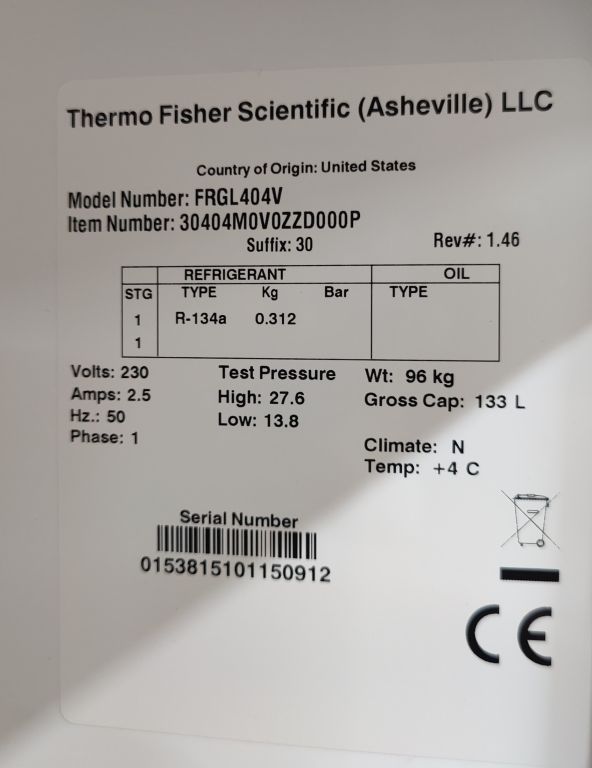 Thermo Fisher Scientific (Asheville) LLC
Country of Origin: United States
Model Number: FRGL404V
Item Number: 30404M0V0ZZD000P
Suffix: 30
Rev#: 1.46
REFRIGERANT OIL
STG TYPE Kg Bar TYPE
1 R-134a 0.312
1
Volts: 230
Amps: 2.5
Hz.: 50
Phase: 1
Test Pressure
High: 27.6
Low: 13.8
Wt: 96 kg
Gross Cap: 133 L
Climate: N
Temp: +4 C
Serial Number
0153815101150912
CE